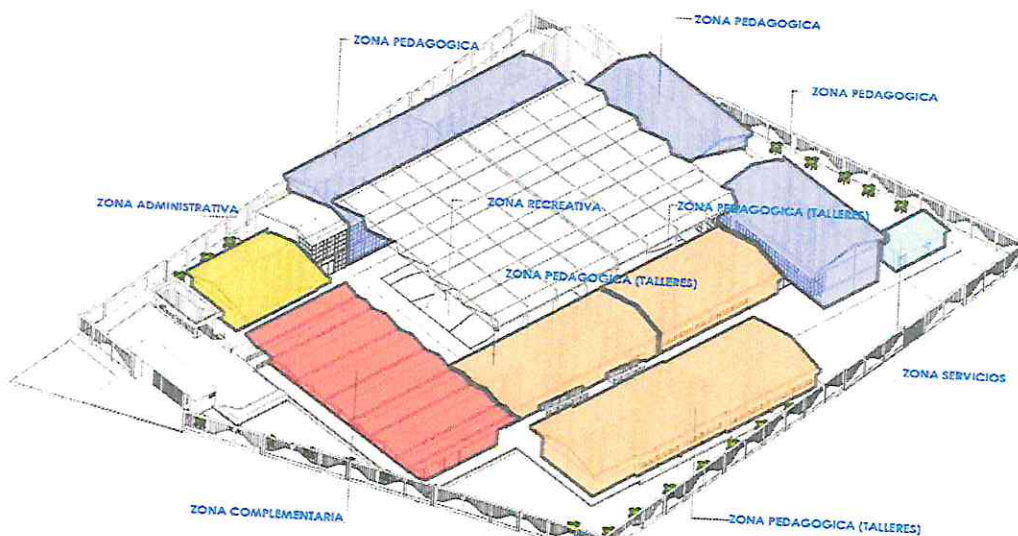 ZONA PEDAGOGICA
ZONA PEDAGOGICA
ZONA PEDAGOGICA
ZONA ADMINISTRATIVA
ZONA RECREATIVA
ZONA PEDAGOGICA (TALLERES)
ZONA PEDAGOGICA (TALLERES)
ZONA SERVICIOS
ZONA COMPLEMENTARIA
ZONA PEDAGOGICA (TALLERES)